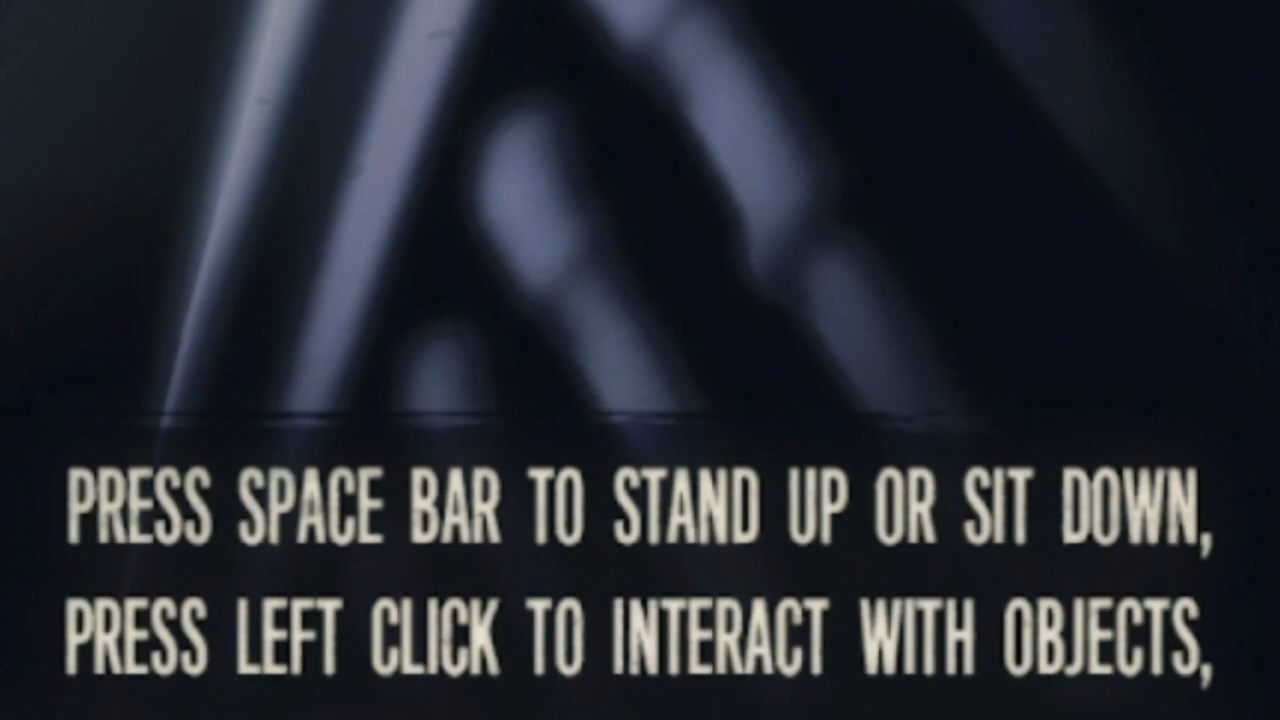 PRESS SPACE BAR TO STAND UP OR SIT DOWN,
PRESS LEFT CLICK TO INTERACT WITH OBJECTS,